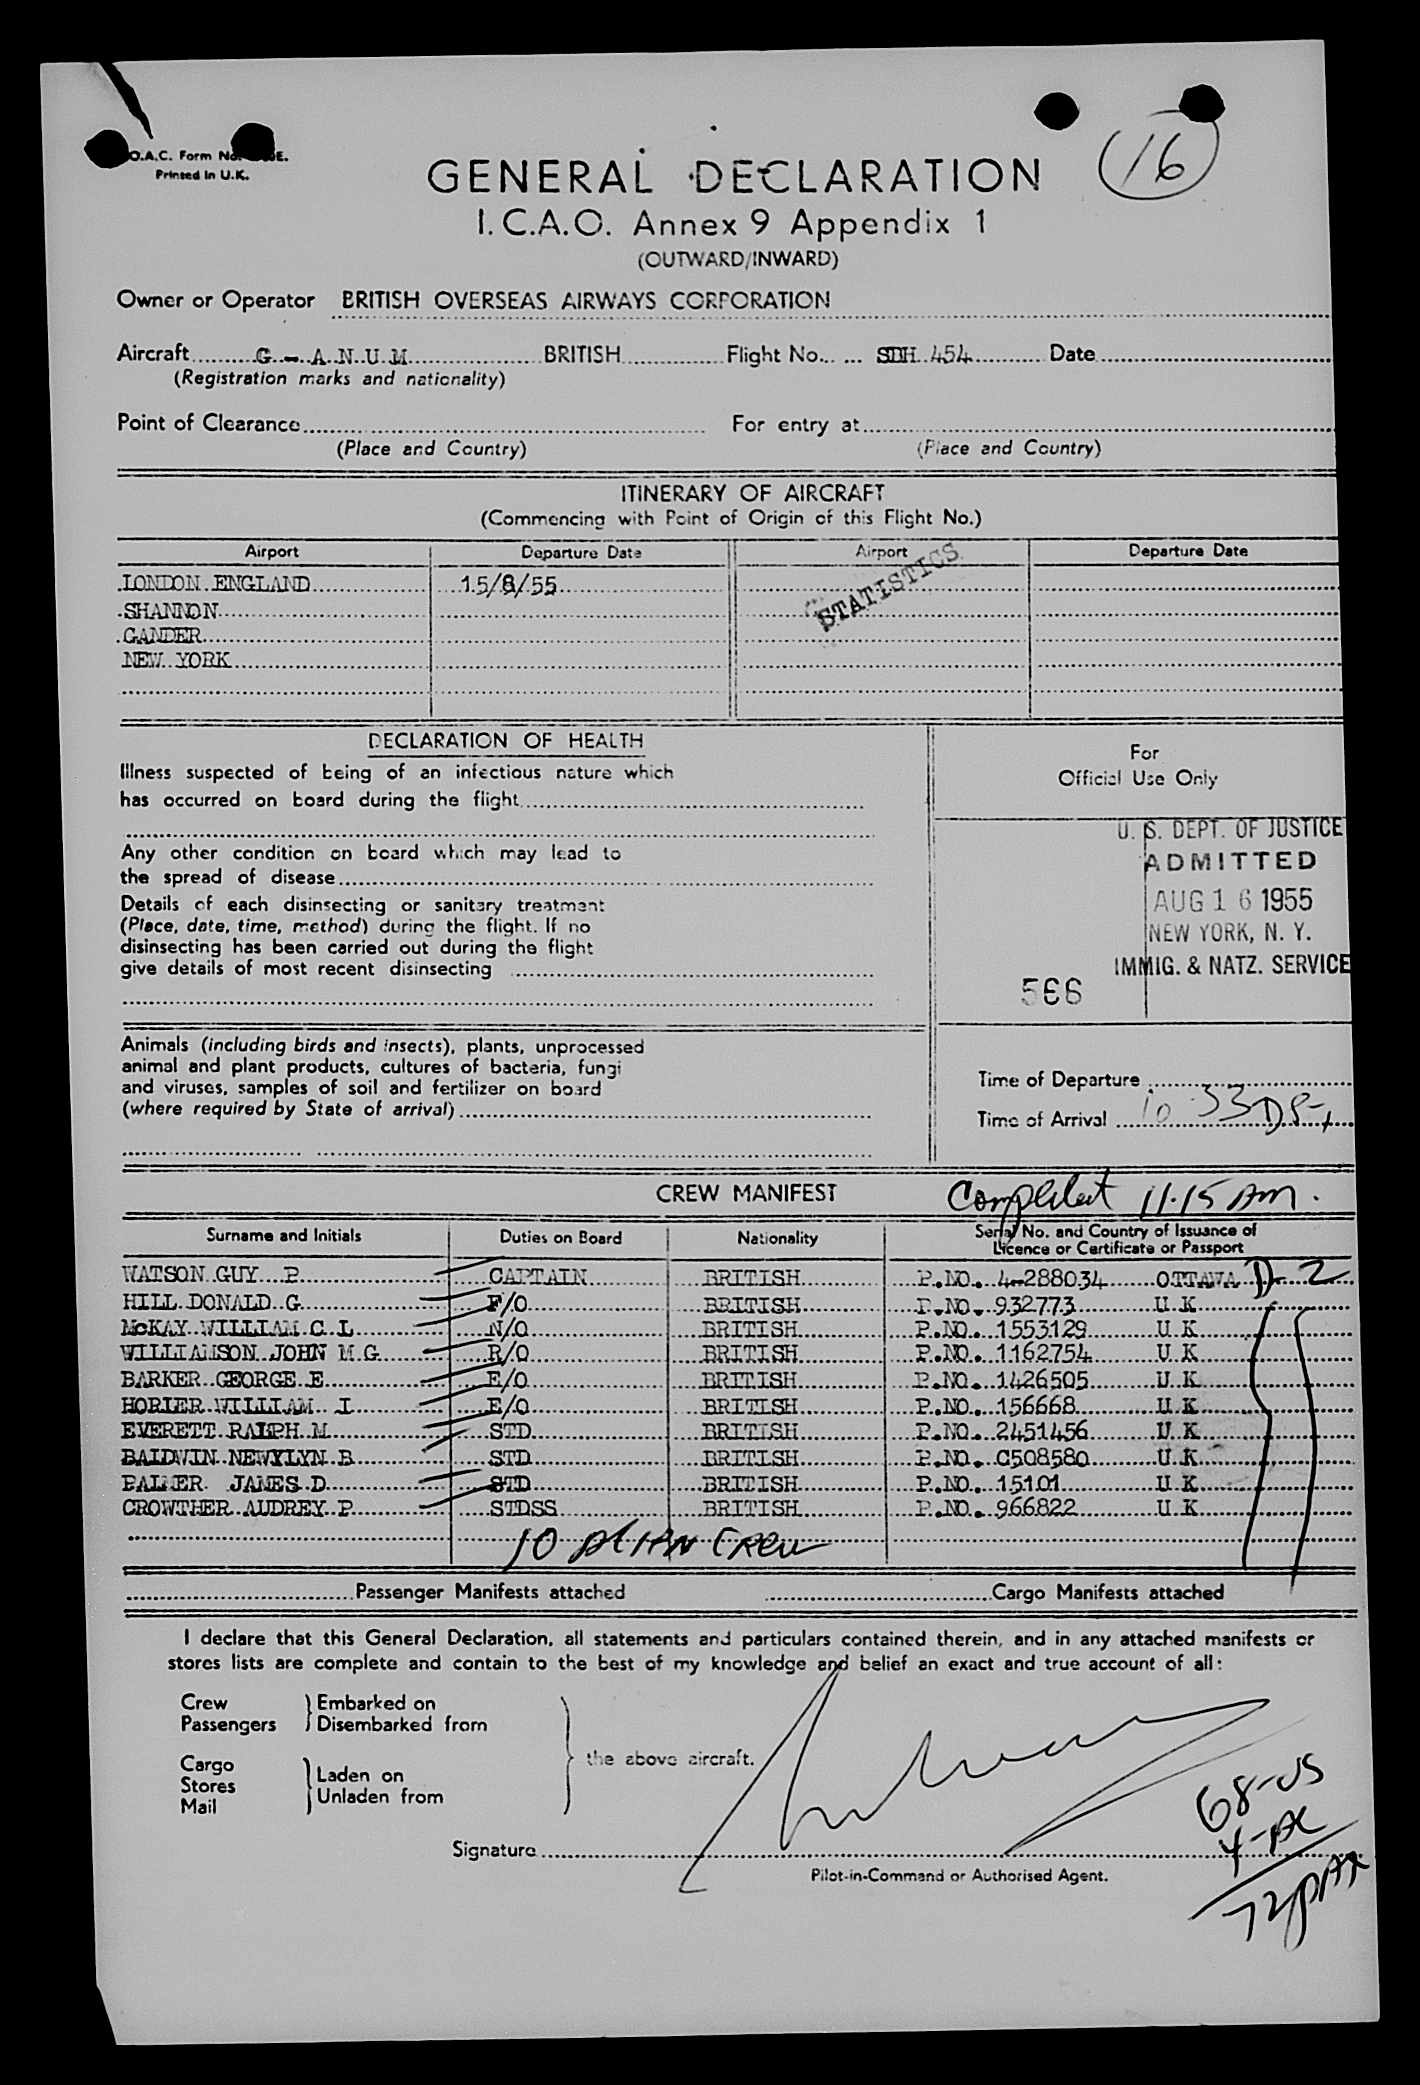 O.A.C. Form No. E.
Printed in U.K.
16
GENERAL DECLARATION
I.C.A.O. Annex 9 Appendix 1
(OUTWARD/INWARD)
Owner or Operator BRITISH OVERSEAS AIRWAYS CORPORATION
Aircraft G - A N U M BRITISH Flight No. SDH 454 Date
(Registration marks and nationality)
Point of Clearance For entry at
(Place and Country) (Place and Country)
ITINERARY OF AIRCRAFT
(Commencing with Point of Origin of this Flight No.)
Airport Departure Date Airport Departure Date
LONDON ENGLAND 15/8/55
STATISTICS
SHANNON
GANDER
NEW YORK
DECLARATION OF HEALTH
Illness suspected of being of an infectious nature which
has occurred on board during the flight
Any other condition on board which may lead to
the spread of disease
Details of each disinsecting or sanitary treatment
(Place, date, time, method) during the flight. If no
disinsecting has been carried out during the flight
give details of most recent disinsecting
For
Official Use Only
U. S. DEPT. OF JUSTICE
ADMITTED
AUG 16 1955
NEW YORK, N. Y.
IMMIG. & NATZ. SERVICE
566
Animals (including birds and insects), plants, unprocessed
animal and plant products, cultures of bacteria, fungi
and viruses, samples of soil and fertilizer on board
(where required by State of arrival)
Time of Departure
Time of Arrival 10 33
CREW MANIFEST
11.15 Am.
Surname and Initials Duties on Board Nationality Serial No. and Country of Issuance of
Licence or Certificate or Passport
WATSON GUY P CAPTAIN BRITISH P.NO. 4-288034 OTTAWA D-2
HILL DONALD G F/O BRITISH P.NO. 932773 U K
McKAY WILLIAM C L N/O BRITISH P.NO. 1553129 U K
WILLIAMSON JOHN M G R/O BRITISH P.NO. 1162754 U K
BARKER GEORGE E E/O BRITISH P.NO. 1426505 U K
HORLER WILLIAM I E/O BRITISH P.NO. 156668 U K
EVERETT RALPH M STD BRITISH P.NO. 2451456 U K
BALDWIN NEWYLYN B STD BRITISH P.NO. C508580 U K
PALMER JAMES D STD BRITISH P.NO. 15101 U K
CROWTHER AUDREY P STDSS BRITISH P.NO. 966822 U K
10 Alien Crew
Passenger Manifests attached Cargo Manifests attached
I declare that this General Declaration, all statements and particulars contained therein, and in any attached manifests or
stores lists are complete and contain to the best of my knowledge and belief an exact and true account of all:
Crew
Passengers
Embarked on
Disembarked from
Cargo
Stores
Mail
Laden on
Unladen from
the above aircraft.
Signature
Pilot-in-Command or Authorised Agent.
68-US
4-AL
72 PAX